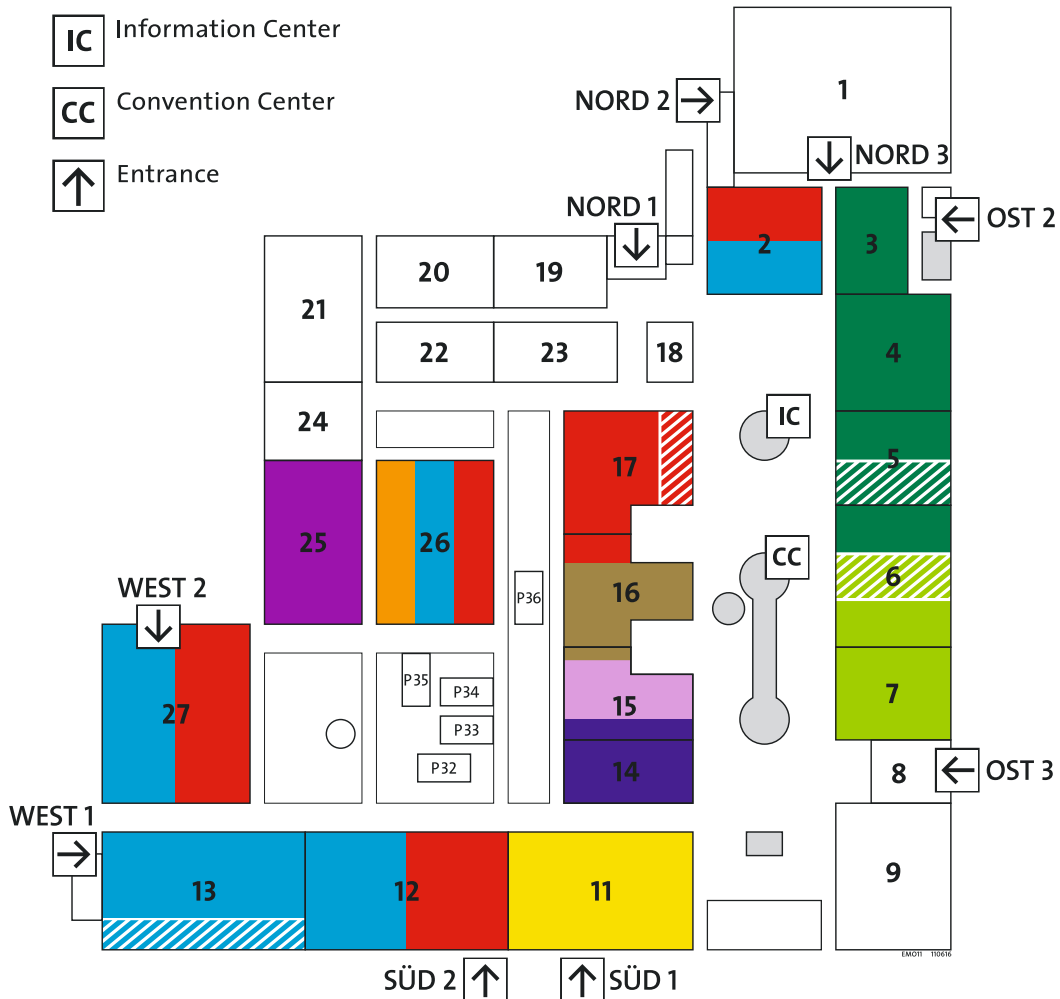 IC Information Center
CC Convention Center
Entrance
NORD 2
1
NORD 3
NORD 1
OST 2
2
3
20
19
21
4
22
23
18
24
IC
17
5
25
26
CC
16
6
P36
WEST 2
P35
P34
7
15
27
P33
14
P32
8
OST 3
WEST 1
13
12
11
9
EMO11 110616
SÜD 2
SÜD 1